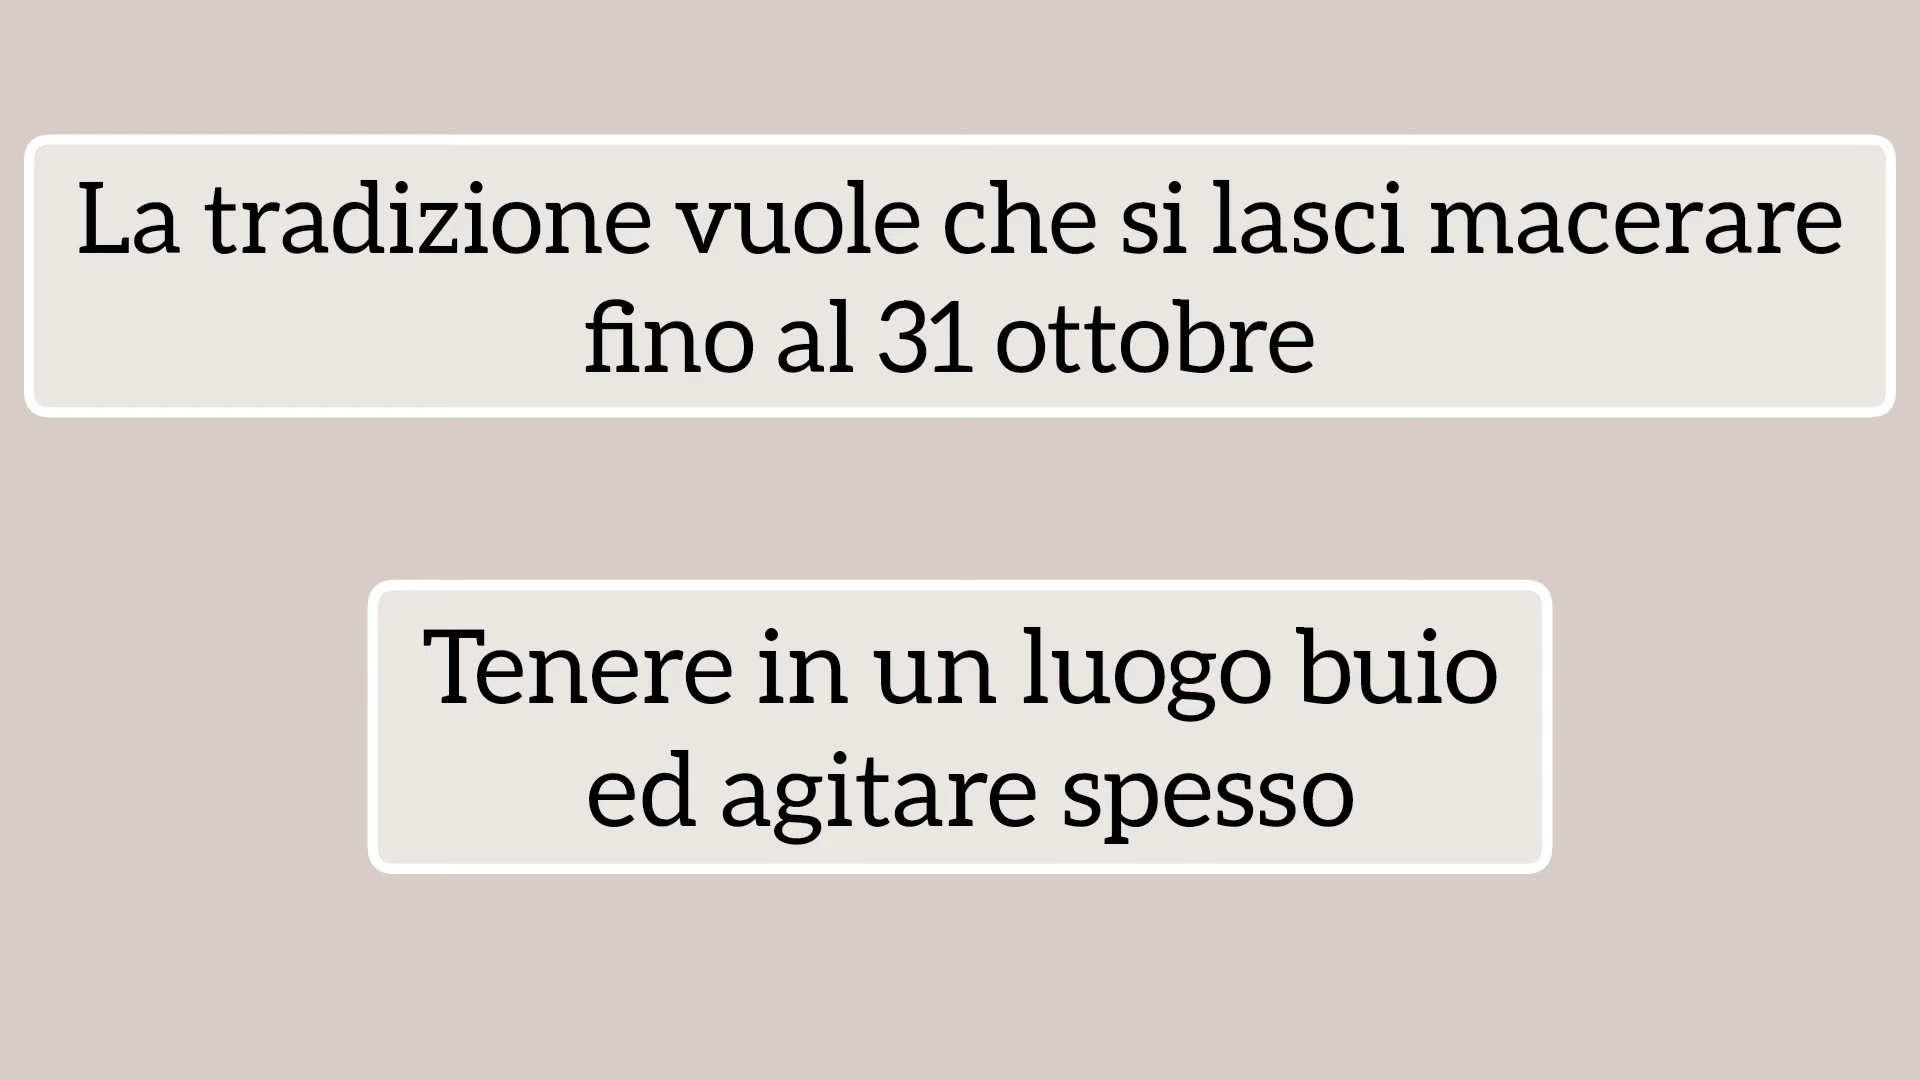 La tradizione vuole che si lasci macerare
fino al 31 ottobre
Tenere in un luogo buio
ed agitare spesso